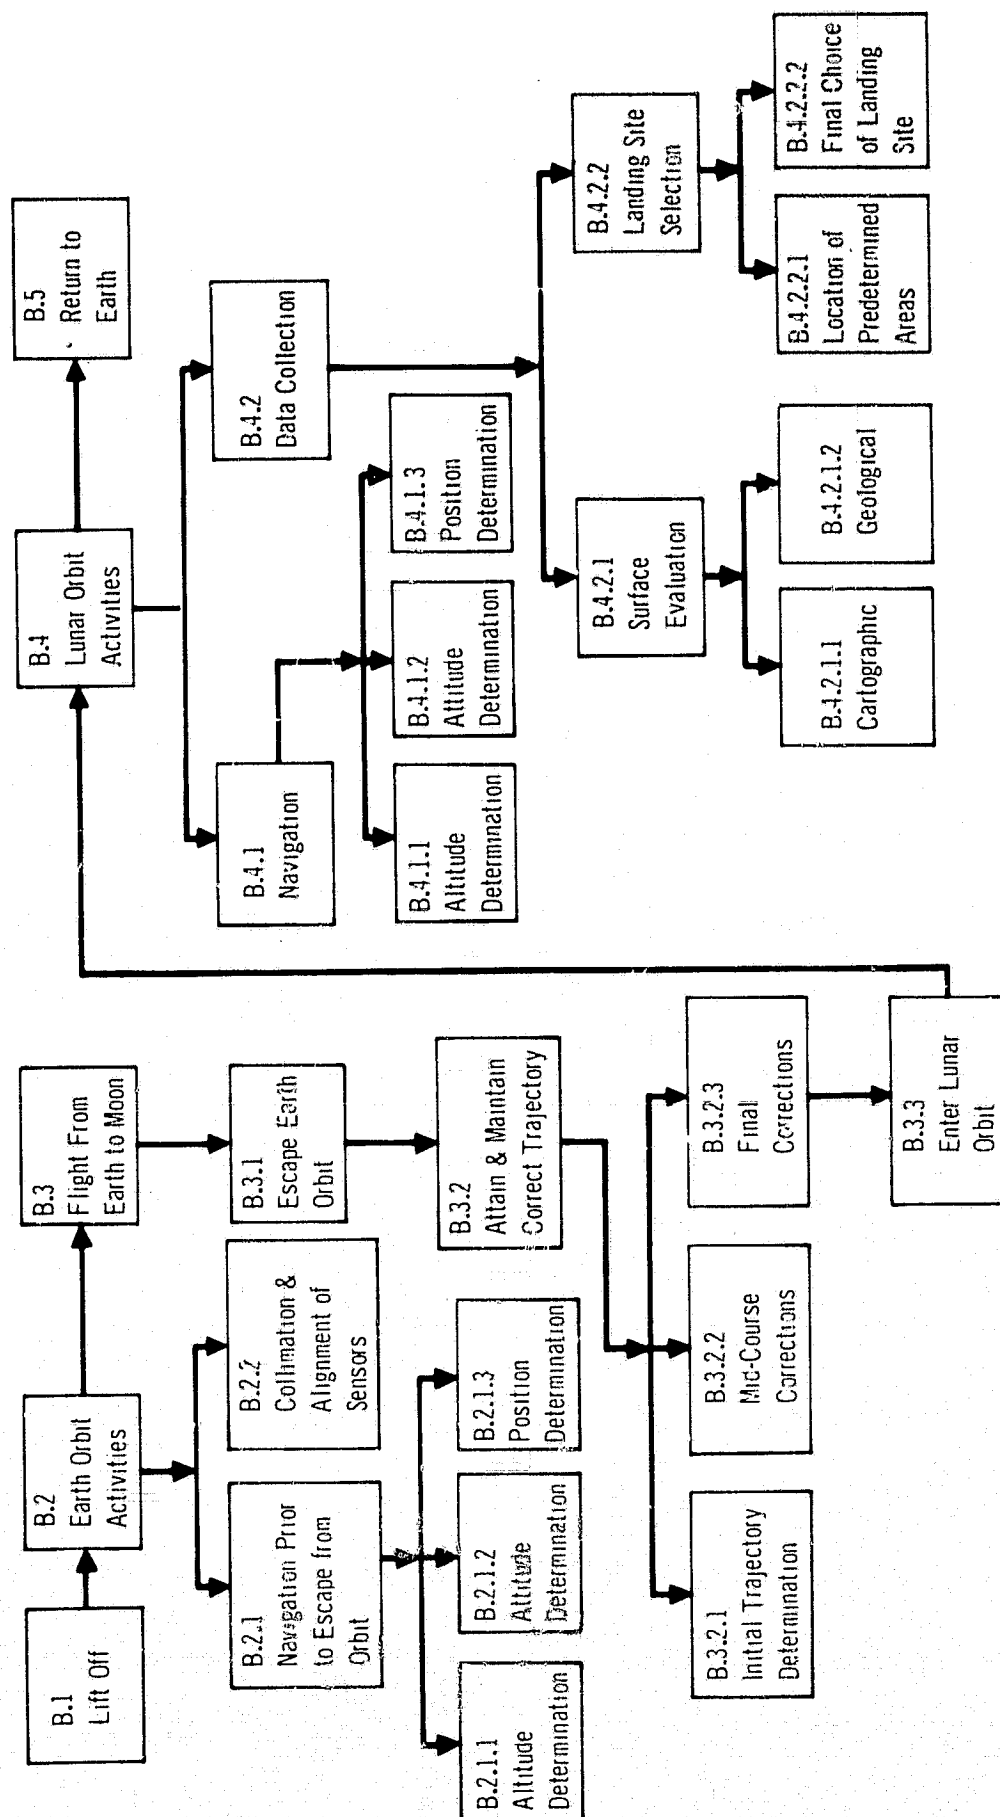 B.1
Lift Off
B.2
Earth Orbit
Activities
B.3
Flight From
Earth to Moon
B.4
Lunar Orbit
Activities
B.5
Return to
Earth
B.2.1
Navigation Prior
to Escape from
Orbit
B.2.2
Collimation &
Alignment of
Sensors
B.3.1
Escape Earth
Orbit
B.4.1
Navigation
B.4.2
Data Collection
B.2.1.1
Altitude
Determination
B.2.1.2
Attitude
Determination
B.2.1.3
Position
Determination
B.3.2
Attain & Maintain
Correct Trajectory
B.4.1.1
Altitude
Determination
B.4.1.2
Attitude
Determination
B.4.1.3
Position
Determination
B.4.2.1
Surface
Evaluation
B.4.2.2
Landing Site
Selection
B.3.2.1
Initial Trajectory
Determination
B.3.2.2
Mid-Course
Corrections
B.3.2.3
Final
Corrections
B.4.2.1.1
Cartographic
B.4.2.1.2
Geological
B.4.2.2.1
Location of
Predetermined
Areas
B.4.2.2.2
Final Choice
of Landing
Site
B.3.3
Enter Lunar
Orbit